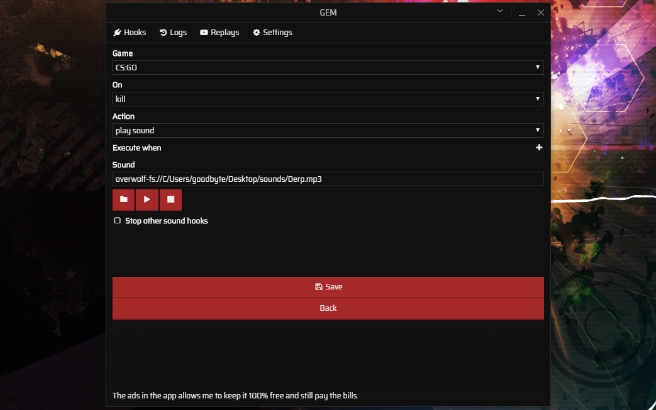 GEM
Hooks Logs Replays Settings
Game
CS:GO
On
kill
Action
play sound
Execute when
Sound
overwolf-fs://C/Users/goodbyte/Desktop/sounds/Derp.mp3
Stop other sound hooks
Save
Back
The ads in the app allows me to keep it 100% free and still pay the bills.